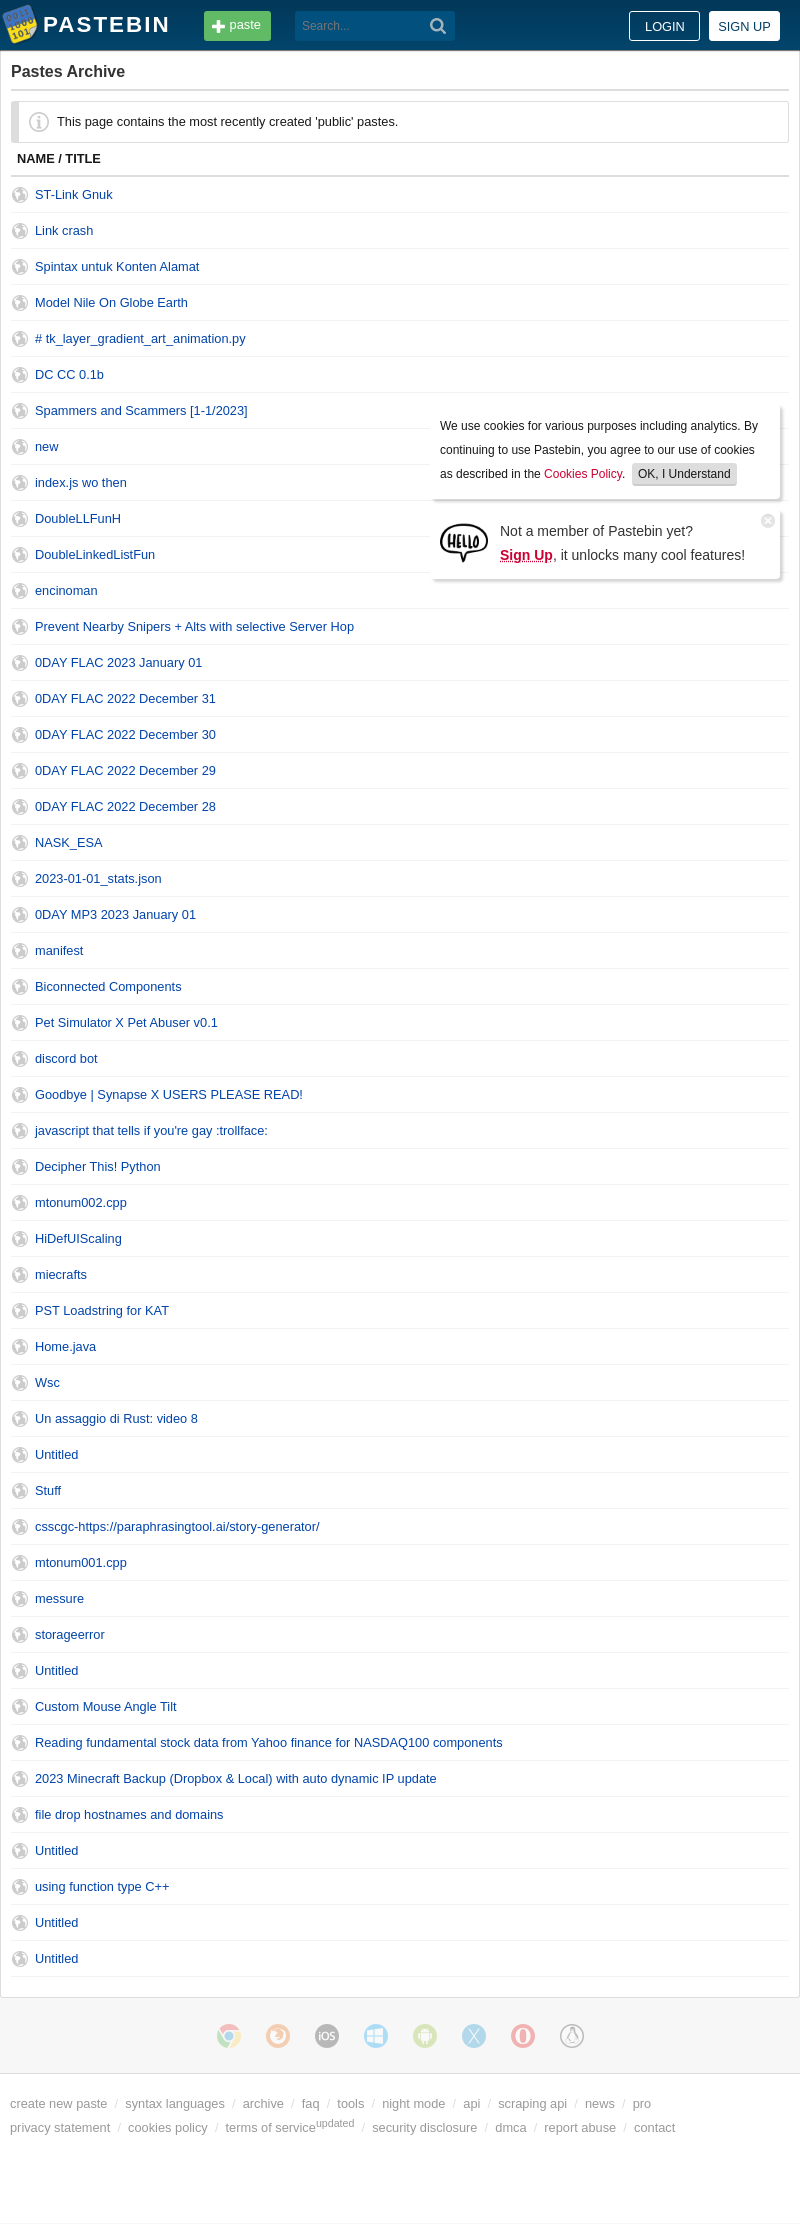 PASTEBIN paste Search... LOGIN SIGN UP
Pastes Archive
This page contains the most recently created 'public' pastes.
NAME / TITLE
ST-Link Gnuk
Link crash
Spintax untuk Konten Alamat
Model Nile On Globe Earth
# tk_layer_gradient_art_animation.py
DC CC 0.1b
Spammers and Scammers [1-1/2023]
new
index.js wo then
DoubleLLFunH
DoubleLinkedListFun
encinoman
We use cookies for various purposes including analytics. By
continuing to use Pastebin, you agree to our use of cookies
as described in the Cookies Policy. OK, I Understand
HELLO
Not a member of Pastebin yet?
Sign Up, it unlocks many cool features!
Prevent Nearby Snipers + Alts with selective Server Hop
0DAY FLAC 2023 January 01
0DAY FLAC 2022 December 31
0DAY FLAC 2022 December 30
0DAY FLAC 2022 December 29
0DAY FLAC 2022 December 28
NASK_ESA
2023-01-01_stats.json
0DAY MP3 2023 January 01
manifest
Biconnected Components
Pet Simulator X Pet Abuser v0.1
discord bot
Goodbye | Synapse X USERS PLEASE READ!
javascript that tells if you're gay :trollface:
Decipher This! Python
mtonum002.cpp
HiDefUIScaling
miecrafts
PST Loadstring for KAT
Home.java
Wsc
Un assaggio di Rust: video 8
Untitled
Stuff
csscgc-https://paraphrasingtool.ai/story-generator/
mtonum001.cpp
messure
storageerror
Untitled
Custom Mouse Angle Tilt
Reading fundamental stock data from Yahoo finance for NASDAQ100 components
2023 Minecraft Backup (Dropbox & Local) with auto dynamic IP update
file drop hostnames and domains
Untitled
using function type C++
Untitled
Untitled
iOS
create new paste / syntax languages / archive / faq / tools / night mode / api / scraping api / news / pro
privacy statement / cookies policy / terms of service updated / security disclosure / dmca / report abuse / contact